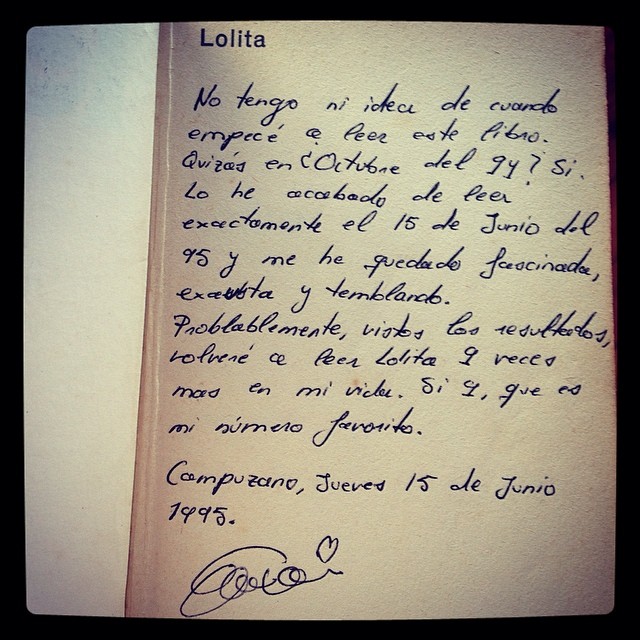 Lolita
No tengo ni idea de cuando
empecé a leer este libro.
Quizás en ¿Octubre del 94? Si.
Lo he acabado de leer
exactamente el 15 de Junio del
95 y me he quedado fascinada,
exausta y temblando.
Problablemente, vistos los resultados,
volveré a leer Lolita 9 veces
mas en mi vida. Si 9, que es
mi número favorito.
Campuzano, Jueves 15 de Junio
1995.